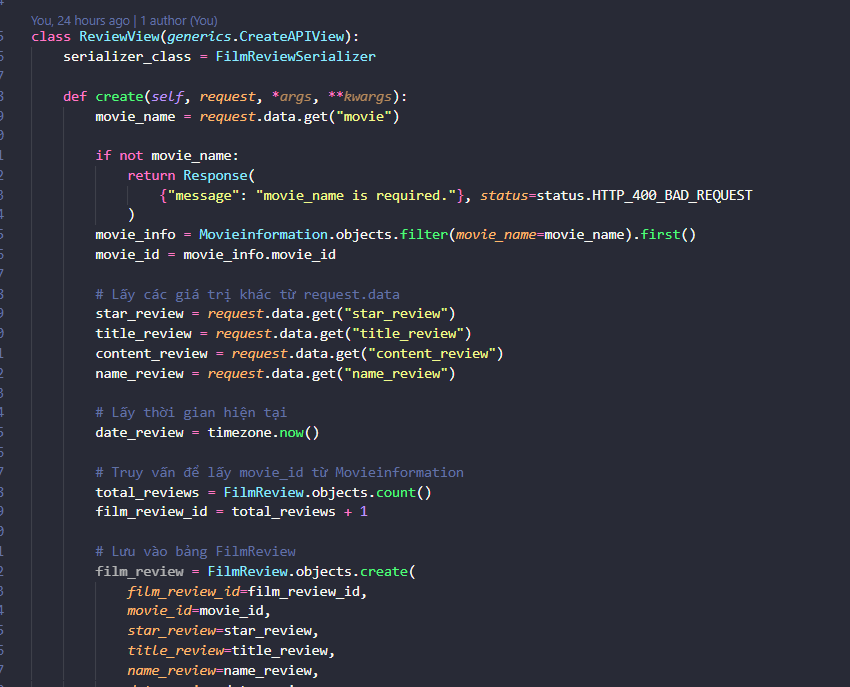 You, 24 hours ago | 1 author (You)
class ReviewView(generics.CreateAPIView):
serializer_class = FilmReviewSerializer
def create(self, request, *args, **kwargs):
movie_name = request.data.get("movie")
if not movie_name:
return Response(
{"message": "movie_name is required."}, status=status.HTTP_400_BAD_REQUEST
)
movie_info = Movieinformation.objects.filter(movie_name=movie_name).first()
movie_id = movie_info.movie_id
# Lấy các giá trị khác từ request.data
star_review = request.data.get("star_review")
title_review = request.data.get("title_review")
content_review = request.data.get("content_review")
name_review = request.data.get("name_review")
# Lấy thời gian hiện tại
date_review = timezone.now()
# Truy vấn để lấy movie_id từ Movieinformation
total_reviews = FilmReview.objects.count()
film_review_id = total_reviews + 1
# Lưu vào bảng FilmReview
film_review = FilmReview.objects.create(
film_review_id=film_review_id,
movie_id=movie_id,
star_review=star_review,
title_review=title_review,
name_review=name_review,